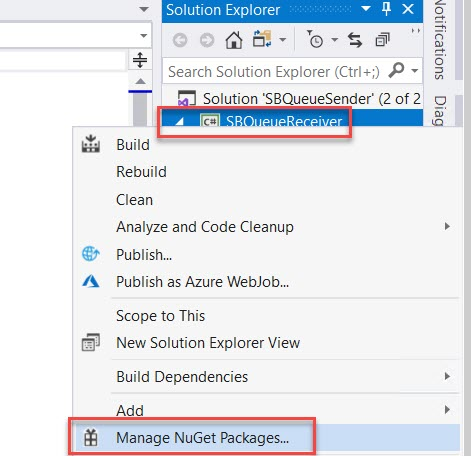 Solution Explorer
Search Solution Explorer (Ctrl+;)
Solution 'SBQueueSender' (2 of 2
C# SBQueueReceiver
Build
Rebuild
Clean
Analyze and Code Cleanup
Publish...
Publish as Azure WebJob...
Scope to This
New Solution Explorer View
Build Dependencies
Add
Manage NuGet Packages...
Notifications
Diag